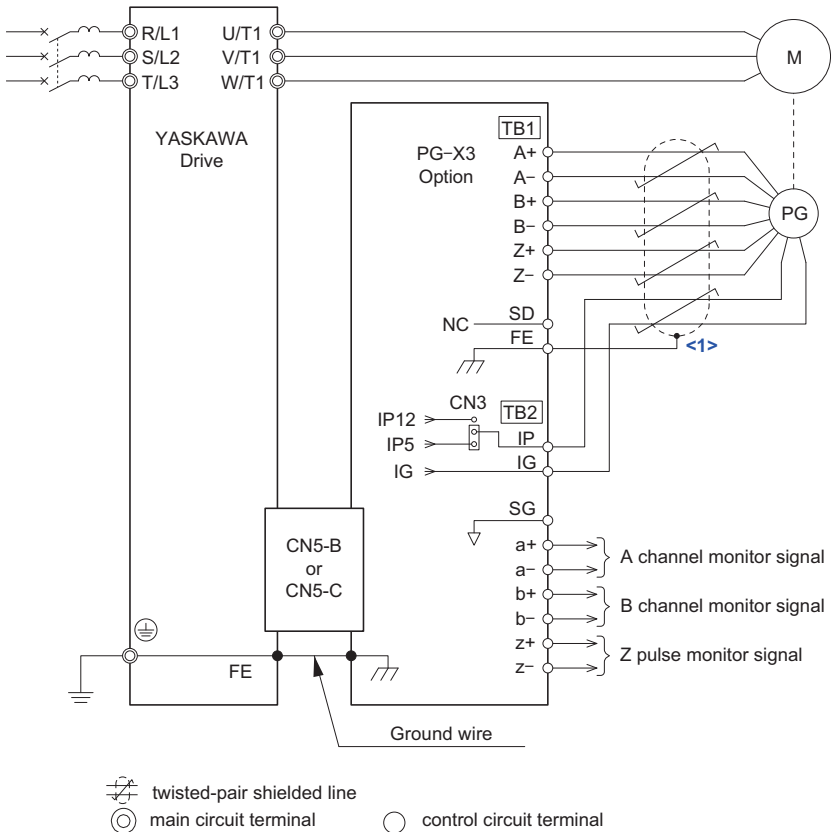 R/L1 U/T1
S/L2 V/T1
T/L3 W/T1
M
YASKAWA
Drive
PG-X3
Option
TB1
A+
A−
B+
B−
Z+
Z−
PG
NC SD
FE
<1>
CN3
TB2
IP12
IP5 IP
IG IG
SG
CN5-B
or
CN5-C
a+
a−
A channel monitor signal
b+
b−
B channel monitor signal
z+
z−
Z pulse monitor signal
FE
Ground wire
twisted-pair shielded line
main circuit terminal control circuit terminal